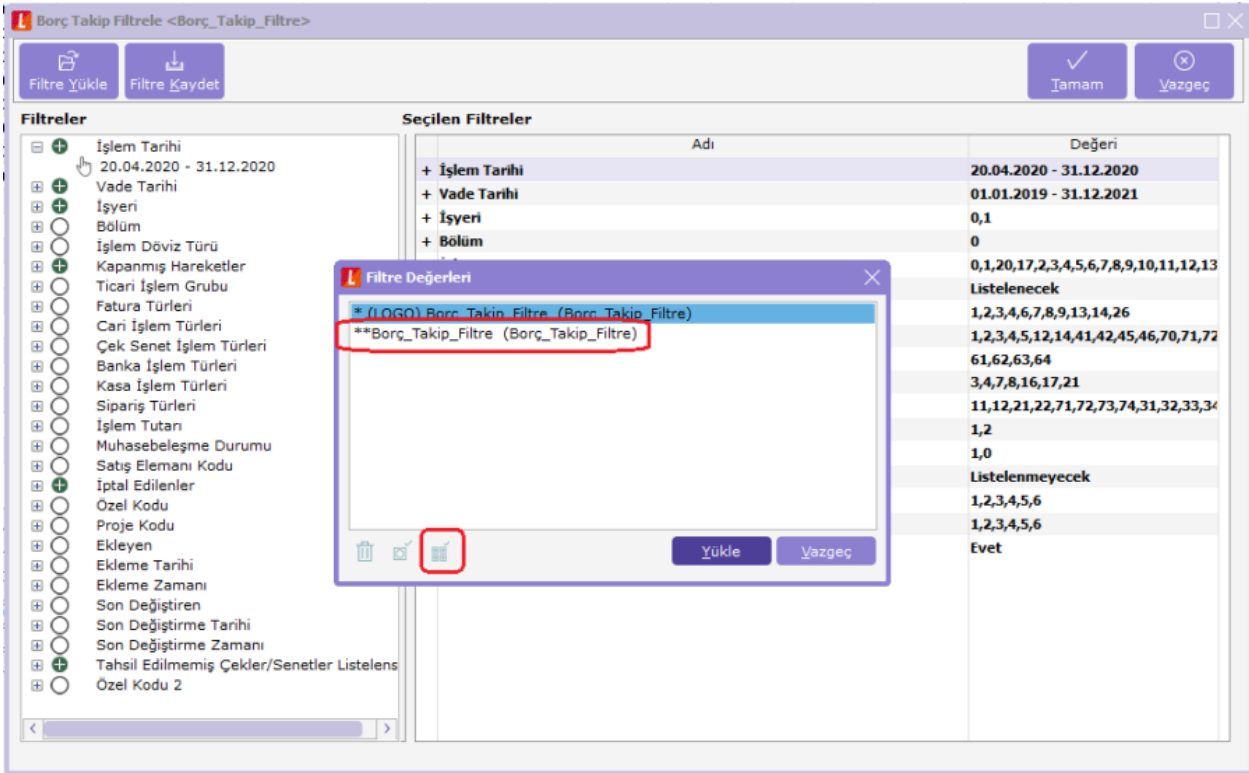 Borç Takip Filtrele <Borç_Takip_Filtre>
Filtre Yükle
Filtre Kaydet
Tamam
Vazgeç
Filtreler
Seçilen Filtreler
İşlem Tarihi
20.04.2020 - 31.12.2020
Vade Tarihi
İşyeri
Bölüm
İşlem Döviz Türü
Kapanmış Hareketler
Ticari İşlem Grubu
Fatura Türleri
Cari İşlem Türleri
Çek Senet İşlem Türleri
Banka İşlem Türleri
Kasa İşlem Türleri
Sipariş Türleri
İşlem Tutarı
Muhasebeleşme Durumu
Satış Elemanı Kodu
İptal Edilenler
Özel Kodu
Proje Kodu
Ekleyen
Ekleme Tarihi
Ekleme Zamanı
Son Değiştiren
Son Değiştirme Tarihi
Son Değiştirme Zamanı
Tahsil Edilmemiş Çekler/Senetler Listelens
Özel Kodu 2
Adı Değeri
+ İşlem Tarihi 20.04.2020 - 31.12.2020
+ Vade Tarihi 01.01.2019 - 31.12.2021
+ İşyeri 0,1
+ Bölüm 0
0,1,20,17,2,3,4,5,6,7,8,9,10,11,12,13
Listelenecek
1,2,3,4,6,7,8,9,13,14,26
1,2,3,4,5,12,14,41,42,45,46,70,71,72
61,62,63,64
3,4,7,8,16,17,21
11,12,21,22,71,72,73,74,31,32,33,34
1,2
1,0
Listelenmeyecek
1,2,3,4,5,6
1,2,3,4,5,6
Evet
Filtre Değerleri
* (LOGO) Borç_Takip_Filtre (Borç_Takip_Filtre)
**Borç_Takip_Filtre (Borç_Takip_Filtre)
Yükle
Vazgeç